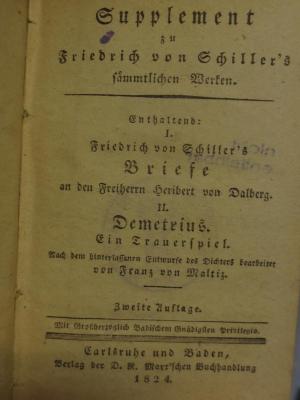 Supplement
zu
Friedrich von Schiller's
sämmtlichen Werken.
Enthaltend:
I.
Friedrich von Schiller's
Briefe
an den Freiherrn Heribert von Dalberg.
II.
Demetrius.
Ein Trauerspiel.
Nach dem hinterlassenen Entwurfe des Dichters bearbeitet
von Franz von Maltiz.
Zweite Auflage.
Mit Großherzoglich Badischem Gnädigsten Privilegio.
Carlsruhe und Baden,
Verlag der D. R. Marx'schen Buchhandlung
1824.